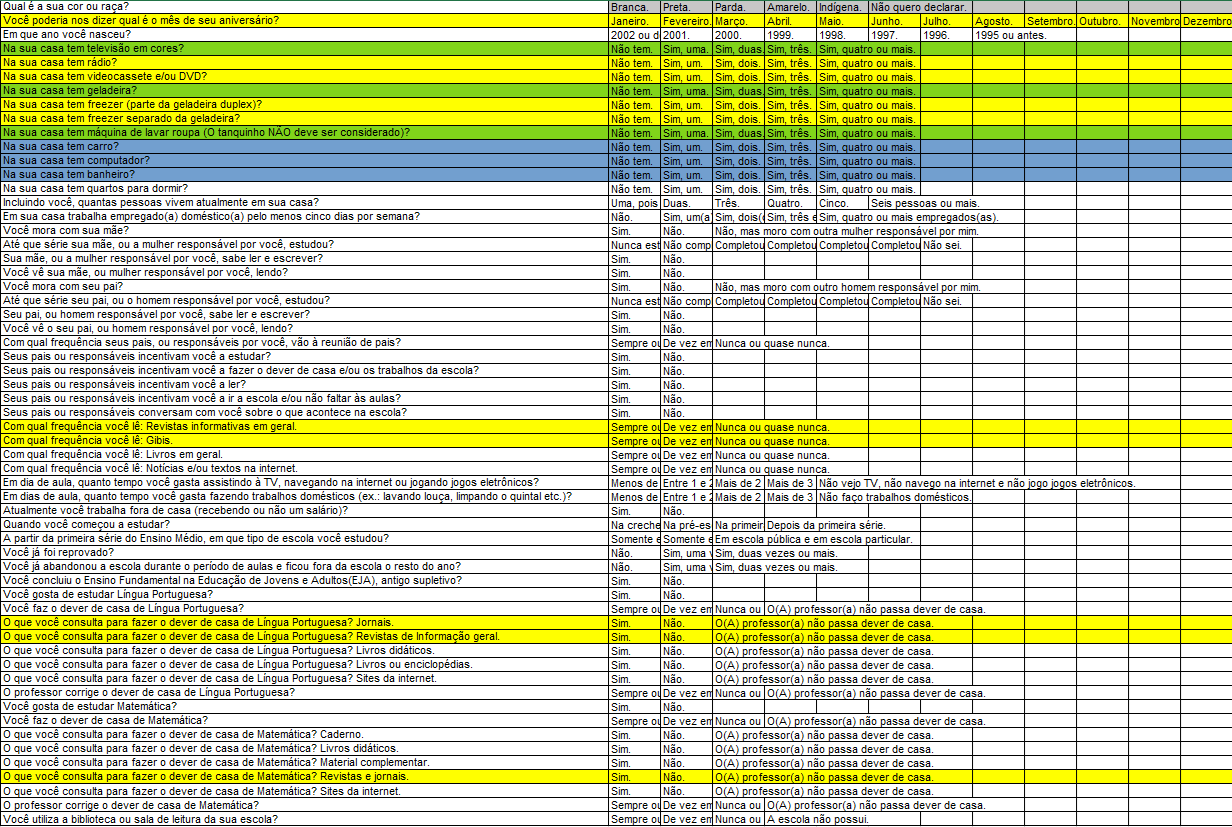 Qual é a sua cor ou raça? Branca. Preta. Parda. Amarelo. Indígena. Não quero declarar.
Você poderia nos dizer qual é o mês de seu aniversário? Janeiro. Fevereiro. Março. Abril. Maio. Junho. Julho. Agosto. Setembro. Outubro. Novembro Dezembro
Em que ano você nasceu? 2002 ou d 2001. 2000. 1999. 1998. 1997. 1996. 1995 ou antes.
Na sua casa tem televisão em cores? Não tem. Sim, uma. Sim, duas. Sim, três. Sim, quatro ou mais.
Na sua casa tem rádio? Não tem. Sim, um. Sim, dois. Sim, três. Sim, quatro ou mais.
Na sua casa tem videocassete e/ou DVD? Não tem. Sim, um. Sim, dois. Sim, três. Sim, quatro ou mais.
Na sua casa tem geladeira? Não tem. Sim, uma. Sim, duas. Sim, três. Sim, quatro ou mais.
Na sua casa tem freezer (parte da geladeira duplex)? Não tem. Sim, um. Sim, dois. Sim, três. Sim, quatro ou mais.
Na sua casa tem freezer separado da geladeira? Não tem. Sim, um. Sim, dois. Sim, três. Sim, quatro ou mais.
Na sua casa tem máquina de lavar roupa (O tanquinho NÃO deve ser considerado)? Não tem. Sim, uma. Sim, duas. Sim, três. Sim, quatro ou mais.
Na sua casa tem carro? Não tem. Sim, um. Sim, dois. Sim, três. Sim, quatro ou mais.
Na sua casa tem computador? Não tem. Sim, um. Sim, dois. Sim, três. Sim, quatro ou mais.
Na sua casa tem banheiro? Não tem. Sim, um. Sim, dois. Sim, três. Sim, quatro ou mais.
Na sua casa tem quartos para dormir? Não tem. Sim, um. Sim, dois. Sim, três. Sim, quatro ou mais.
Incluindo você, quantas pessoas vivem atualmente em sua casa? Uma, pois Duas. Três. Quatro. Cinco. Seis pessoas ou mais.
Em sua casa trabalha empregado(a) doméstico(a) pelo menos cinco dias por semana? Não. Sim, um(a) Sim, dois( Sim, três e Sim, quatro ou mais empregados(as).
Você mora com sua mãe? Sim. Não. Não, mas moro com outra mulher responsável por mim.
Até que série sua mãe, ou a mulher responsável por você, estudou? Nunca est Não comp Completou Completou Completou Completou Não sei.
Sua mãe, ou a mulher responsável por você, sabe ler e escrever? Sim. Não.
Você vê sua mãe, ou mulher responsável por você, lendo? Sim. Não.
Você mora com seu pai? Sim. Não. Não, mas moro com outro homem responsável por mim.
Até que série seu pai, ou o homem responsável por você, estudou? Nunca est Não comp Completou Completou Completou Completou Não sei.
Seu pai, ou homem responsável por você, sabe ler e escrever? Sim. Não.
Você vê o seu pai, ou homem responsável por você, lendo? Sim. Não.
Com qual frequência seus pais, ou responsáveis por você, vão à reunião de pais? Sempre ou De vez em Nunca ou quase nunca.
Seus pais ou responsáveis incentivam você a estudar? Sim. Não.
Seus pais ou responsáveis incentivam você a fazer o dever de casa e/ou os trabalhos da escola? Sim. Não.
Seus pais ou responsáveis incentivam você a ler? Sim. Não.
Seus pais ou responsáveis incentivam você a ir a escola e/ou não faltar às aulas? Sim. Não.
Seus pais ou responsáveis conversam com você sobre o que acontece na escola? Sim. Não.
Com qual frequência você lê: Revistas informativas em geral. Sempre ou De vez em Nunca ou quase nunca.
Com qual frequência você lê: Gibis. Sempre ou De vez em Nunca ou quase nunca.
Com qual frequência você lê: Livros em geral. Sempre ou De vez em Nunca ou quase nunca.
Com qual frequência você lê: Notícias e/ou textos na internet. Sempre ou De vez em Nunca ou quase nunca.
Em dia de aula, quanto tempo você gasta assistindo à TV, navegando na internet ou jogando jogos eletrônicos? Menos de Entre 1 e 2 Mais de 2 Mais de 3 Não vejo TV, não navego na internet e não jogo jogos eletrônicos.
Em dias de aula, quanto tempo você gasta fazendo trabalhos domésticos (ex.: lavando louça, limpando o quintal etc.)? Menos de Entre 1 e 2 Mais de 2 Mais de 3 Não faço trabalhos domésticos.
Atualmente você trabalha fora de casa (recebendo ou não um salário)? Sim. Não.
Quando você começou a estudar? Na creche Na pré-es Na primeir Depois da primeira série.
A partir da primeira série do Ensino Médio, em que tipo de escola você estudou? Somente e Somente e Em escola pública e em escola particular.
Você já foi reprovado? Não. Sim, uma v Sim, duas vezes ou mais.
Você já abandonou a escola durante o período de aulas e ficou fora da escola o resto do ano? Não. Sim, uma v Sim, duas vezes ou mais.
Você concluiu o Ensino Fundamental na Educação de Jovens e Adultos(EJA), antigo supletivo? Sim. Não.
Você gosta de estudar Língua Portuguesa? Sim. Não.
Você faz o dever de casa de Língua Portuguesa? Sempre ou De vez em Nunca ou O(A) professor(a) não passa dever de casa.
O que você consulta para fazer o dever de casa de Língua Portuguesa? Jornais. Sim. Não. O(A) professor(a) não passa dever de casa.
O que você consulta para fazer o dever de casa de Língua Portuguesa? Revistas de Informação geral. Sim. Não. O(A) professor(a) não passa dever de casa.
O que você consulta para fazer o dever de casa de Língua Portuguesa? Livros didáticos. Sim. Não. O(A) professor(a) não passa dever de casa.
O que você consulta para fazer o dever de casa de Língua Portuguesa? Livros ou enciclopédias. Sim. Não. O(A) professor(a) não passa dever de casa.
O que você consulta para fazer o dever de casa de Língua Portuguesa? Sites da internet. Sim. Não. O(A) professor(a) não passa dever de casa.
O professor corrige o dever de casa de Língua Portuguesa? Sempre ou De vez em Nunca ou O(A) professor(a) não passa dever de casa.
Você gosta de estudar Matemática? Sim. Não.
Você faz o dever de casa de Matemática? Sempre ou De vez em Nunca ou O(A) professor(a) não passa dever de casa.
O que você consulta para fazer o dever de casa de Matemática? Caderno. Sim. Não. O(A) professor(a) não passa dever de casa.
O que você consulta para fazer o dever de casa de Matemática? Livros didáticos. Sim. Não. O(A) professor(a) não passa dever de casa.
O que você consulta para fazer o dever de casa de Matemática? Material complementar. Sim. Não. O(A) professor(a) não passa dever de casa.
O que você consulta para fazer o dever de casa de Matemática? Revistas e jornais. Sim. Não. O(A) professor(a) não passa dever de casa.
O que você consulta para fazer o dever de casa de Matemática? Sites da internet. Sim. Não. O(A) professor(a) não passa dever de casa.
O professor corrige o dever de casa de Matemática? Sempre ou De vez em Nunca ou O(A) professor(a) não passa dever de casa.
Você utiliza a biblioteca ou sala de leitura da sua escola? Sempre ou De vez em Nunca ou A escola não possui.